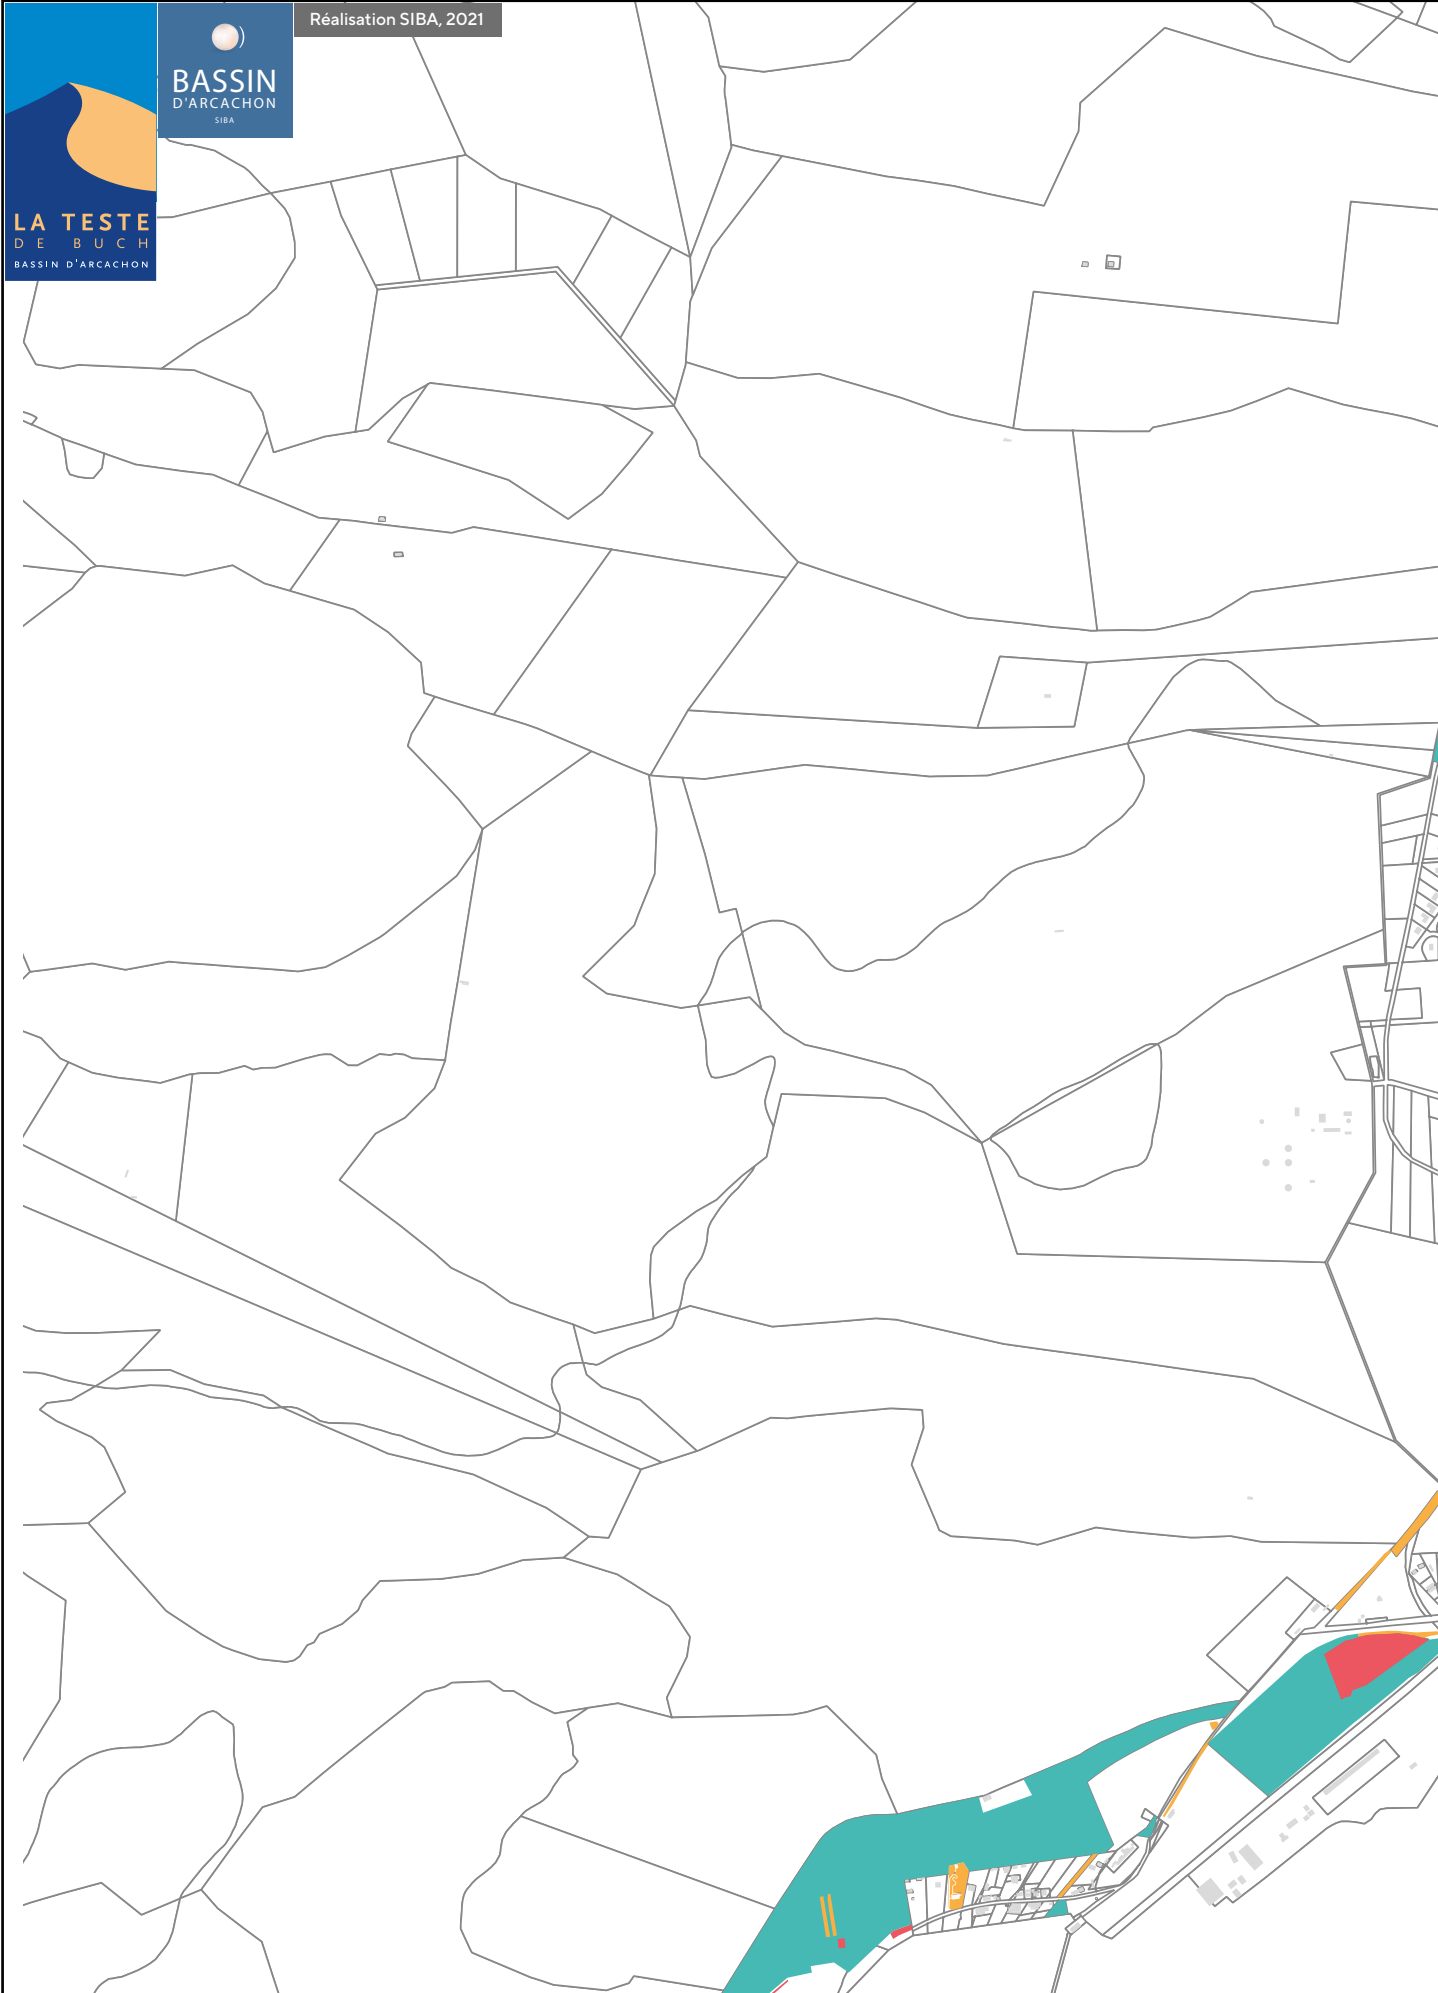 Réalisation SIBA, 2021
BASSIN
D'ARCACHON
SIBA
LA TESTE
DE BUCH
BASSIN D'ARCACHON